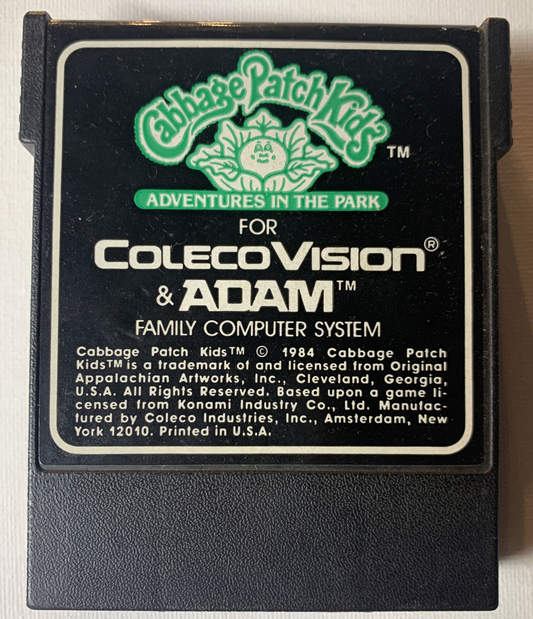 Cabbage Patch Kids
TM
ADVENTURES IN THE PARK
FOR
COLECOVISION®
& ADAM™
FAMILY COMPUTER SYSTEM
Cabbage Patch Kids™ © 1984 Cabbage Patch
Kids™ is a trademark of and licensed from Original
Appalachian Artworks, Inc., Cleveland, Georgia,
U.S.A. All Rights Reserved. Based upon a game li-
censed from Konami Industry Co., Ltd. Manufac-
tured by Coleco Industries, Inc., Amsterdam, New
York 12010. Printed in U.S.A.